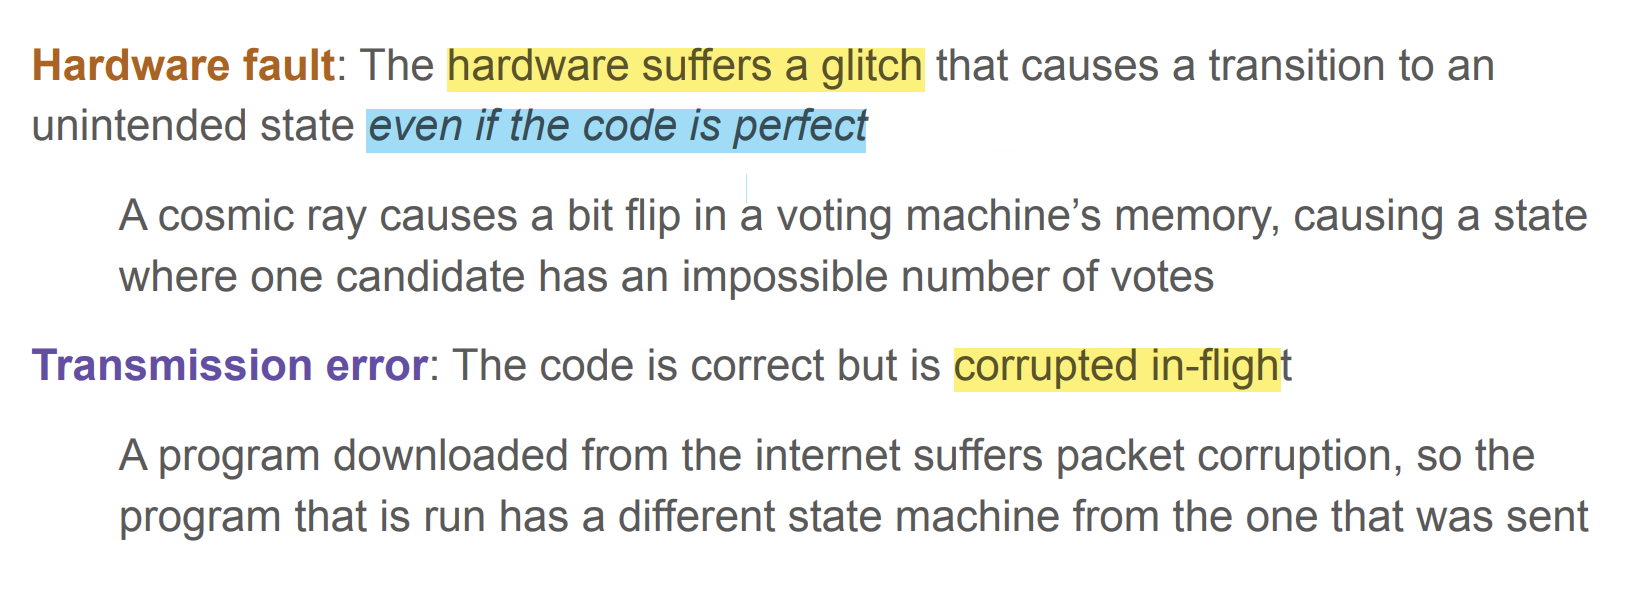 Hardware fault: The hardware suffers a glitch that causes a transition to an
unintended state even if the code is perfect
A cosmic ray causes a bit flip in a voting machine’s memory, causing a state
where one candidate has an impossible number of votes
Transmission error: The code is correct but is corrupted in-flight
A program downloaded from the internet suffers packet corruption, so the
program that is run has a different state machine from the one that was sent